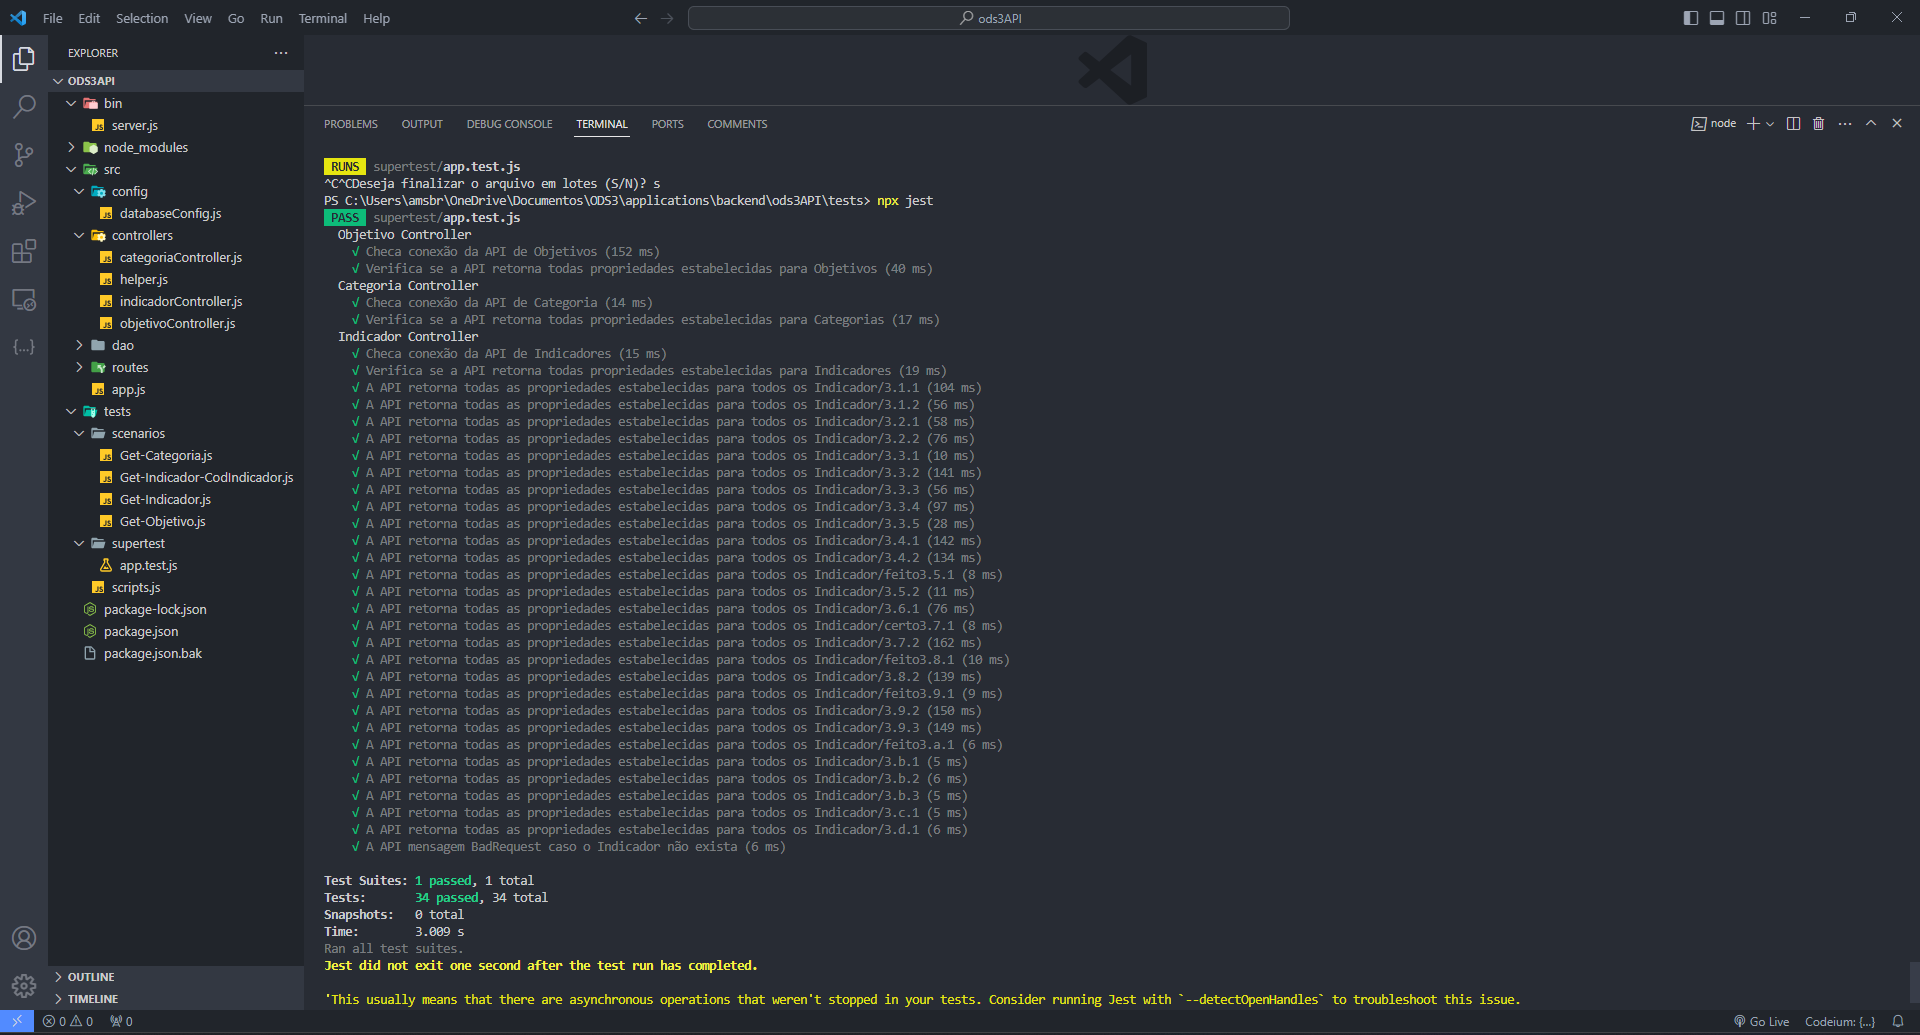 File Edit Selection View Go Run Terminal Help
ods3API
EXPLORER
ODS3API
bin
server.js
node_modules
src
config
databaseConfig.js
controllers
categoriaController.js
helper.js
indicadorController.js
objetivoController.js
dao
routes
app.js
tests
scenarios
Get-Categoria.js
Get-Indicador-CodIndicador.js
Get-Indicador.js
Get-Objetivo.js
supertest
app.test.js
scripts.js
package-lock.json
package.json
package.json.bak
OUTLINE
TIMELINE
PROBLEMS OUTPUT DEBUG CONSOLE TERMINAL PORTS COMMENTS
node
RUNS supertest/app.test.js
^C^CDeseja finalizar o arquivo em lotes (S/N)? s
PS C:\Users\amsbr\OneDrive\Documentos\ODS3\applications\backend\ods3API\tests> npx jest
PASS supertest/app.test.js
Objetivo Controller
√ Checa conexão da API de Objetivos (152 ms)
√ Verifica se a API retorna todas propriedades estabelecidas para Objetivos (40 ms)
Categoria Controller
√ Checa conexão da API de Categoria (14 ms)
√ Verifica se a API retorna todas propriedades estabelecidas para Categorias (17 ms)
Indicador Controller
√ Checa conexão da API de Indicadores (15 ms)
√ Verifica se a API retorna todas propriedades estabelecidas para Indicadores (19 ms)
√ A API retorna todas as propriedades estabelecidas para todos os Indicador/3.1.1 (104 ms)
√ A API retorna todas as propriedades estabelecidas para todos os Indicador/3.1.2 (56 ms)
√ A API retorna todas as propriedades estabelecidas para todos os Indicador/3.2.1 (58 ms)
√ A API retorna todas as propriedades estabelecidas para todos os Indicador/3.2.2 (76 ms)
√ A API retorna todas as propriedades estabelecidas para todos os Indicador/3.3.1 (10 ms)
√ A API retorna todas as propriedades estabelecidas para todos os Indicador/3.3.2 (141 ms)
√ A API retorna todas as propriedades estabelecidas para todos os Indicador/3.3.3 (56 ms)
√ A API retorna todas as propriedades estabelecidas para todos os Indicador/3.3.4 (97 ms)
√ A API retorna todas as propriedades estabelecidas para todos os Indicador/3.3.5 (28 ms)
√ A API retorna todas as propriedades estabelecidas para todos os Indicador/3.4.1 (142 ms)
√ A API retorna todas as propriedades estabelecidas para todos os Indicador/3.4.2 (134 ms)
√ A API retorna todas as propriedades estabelecidas para todos os Indicador/feito3.5.1 (8 ms)
√ A API retorna todas as propriedades estabelecidas para todos os Indicador/3.5.2 (11 ms)
√ A API retorna todas as propriedades estabelecidas para todos os Indicador/3.6.1 (76 ms)
√ A API retorna todas as propriedades estabelecidas para todos os Indicador/certo3.7.1 (8 ms)
√ A API retorna todas as propriedades estabelecidas para todos os Indicador/3.7.2 (162 ms)
√ A API retorna todas as propriedades estabelecidas para todos os Indicador/feito3.8.1 (10 ms)
√ A API retorna todas as propriedades estabelecidas para todos os Indicador/3.8.2 (139 ms)
√ A API retorna todas as propriedades estabelecidas para todos os Indicador/feito3.9.1 (9 ms)
√ A API retorna todas as propriedades estabelecidas para todos os Indicador/3.9.2 (150 ms)
√ A API retorna todas as propriedades estabelecidas para todos os Indicador/3.9.3 (149 ms)
√ A API retorna todas as propriedades estabelecidas para todos os Indicador/feito3.a.1 (6 ms)
√ A API retorna todas as propriedades estabelecidas para todos os Indicador/3.b.1 (5 ms)
√ A API retorna todas as propriedades estabelecidas para todos os Indicador/3.b.2 (6 ms)
√ A API retorna todas as propriedades estabelecidas para todos os Indicador/3.b.3 (5 ms)
√ A API retorna todas as propriedades estabelecidas para todos os Indicador/3.c.1 (5 ms)
√ A API retorna todas as propriedades estabelecidas para todos os Indicador/3.d.1 (6 ms)
√ A API mensagem BadRequest caso o Indicador não exista (6 ms)
Test Suites: 1 passed, 1 total
Tests: 34 passed, 34 total
Snapshots: 0 total
Time: 3.009 s
Ran all test suites.
Jest did not exit one second after the test run has completed.
'This usually means that there are asynchronous operations that weren't stopped in your tests. Consider running Jest with `--detectOpenHandles` to troubleshoot this issue.
0 0 0 Go Live Codeium: {...}